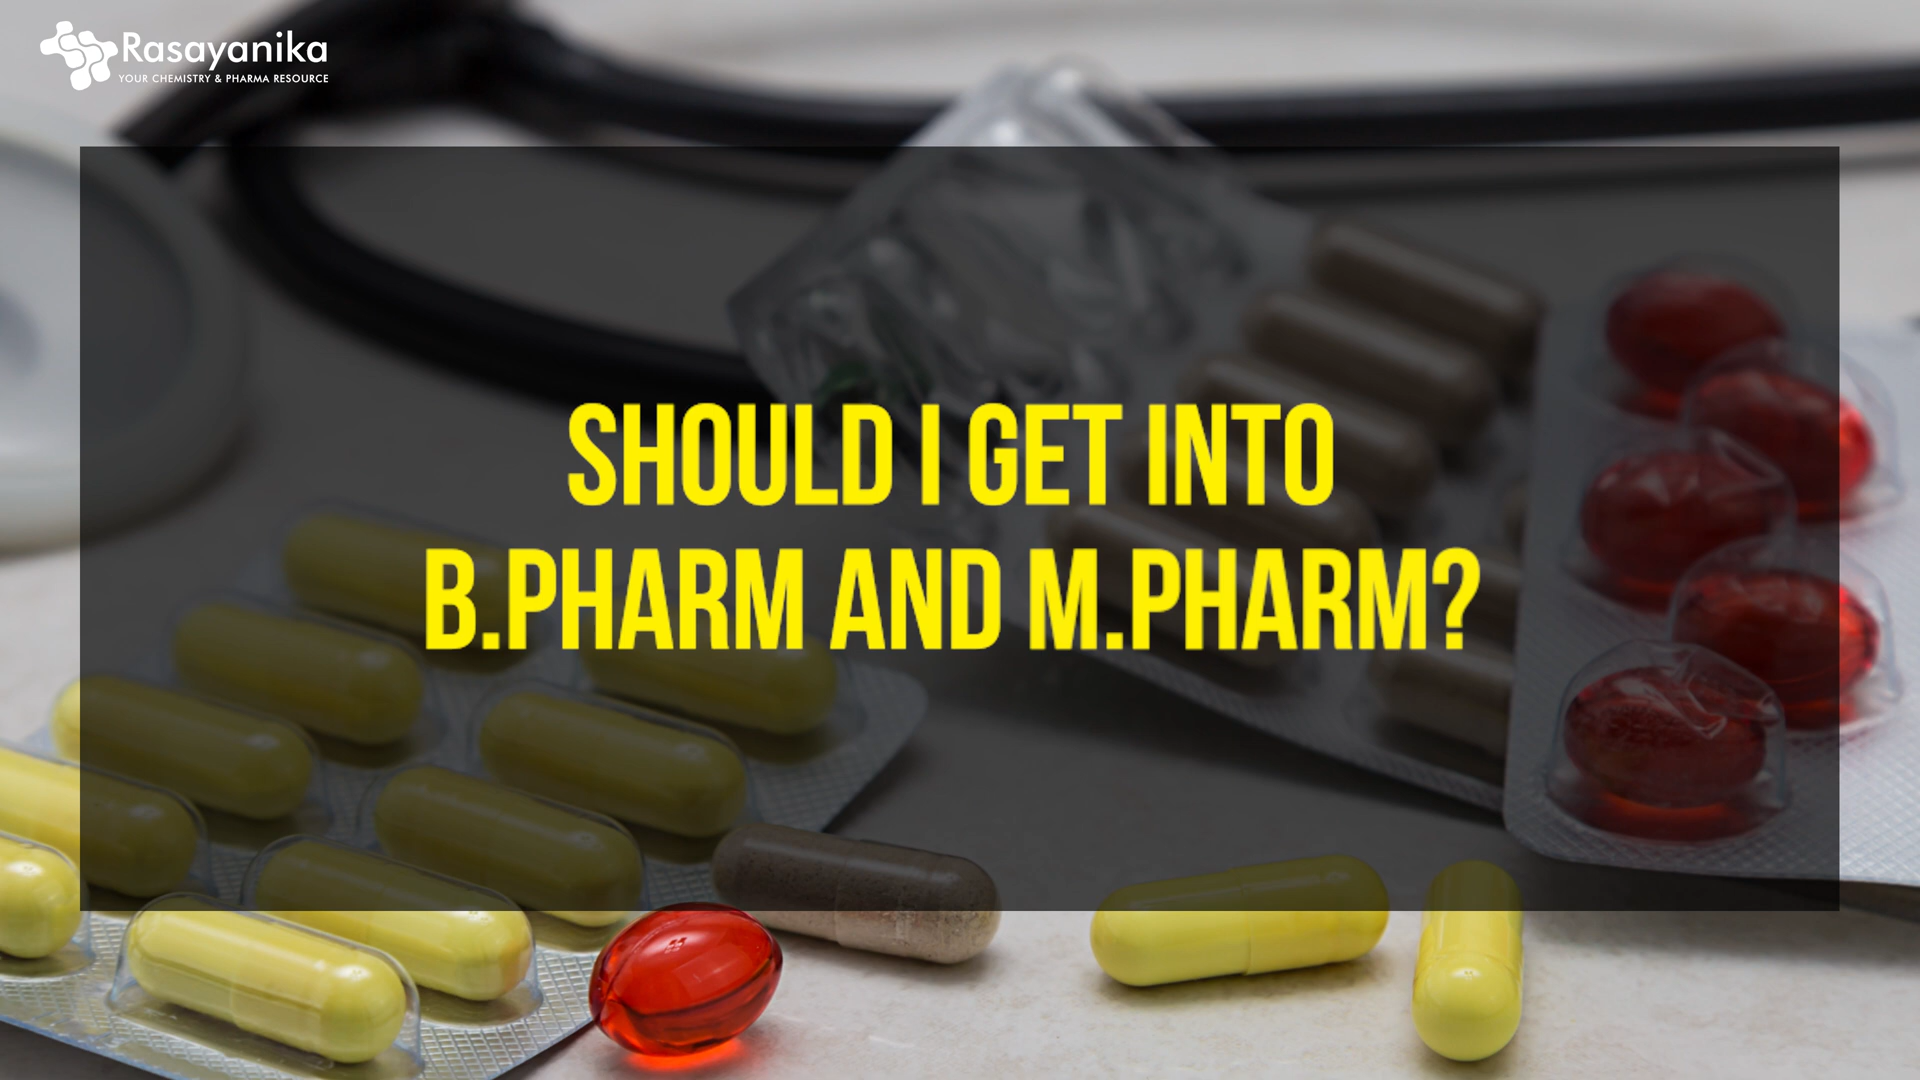 Rasayanika
YOUR CHEMISTRY & PHARMA RESOURCE
SHOULD I GET INTO
B.PHARM AND M.PHARM?